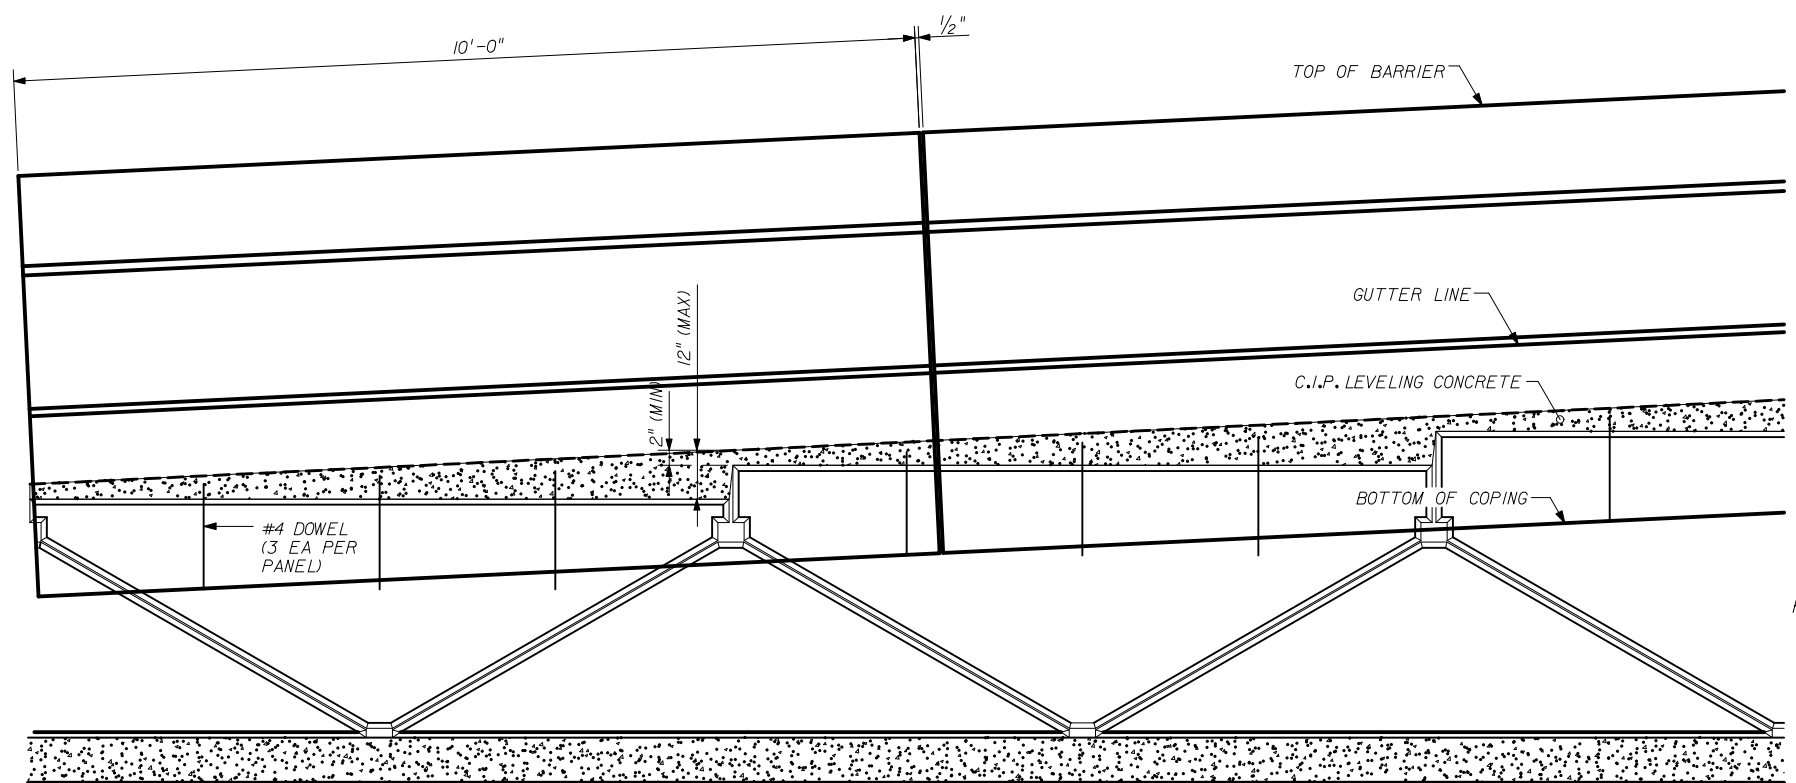 10'-0"
1/2"
TOP OF BARRIER
GUTTER LINE
12" (MAX)
2" (MIN)
C.I.P. LEVELING CONCRETE
BOTTOM OF COPING
#4 DOWEL
(3 EA PER
PANEL)